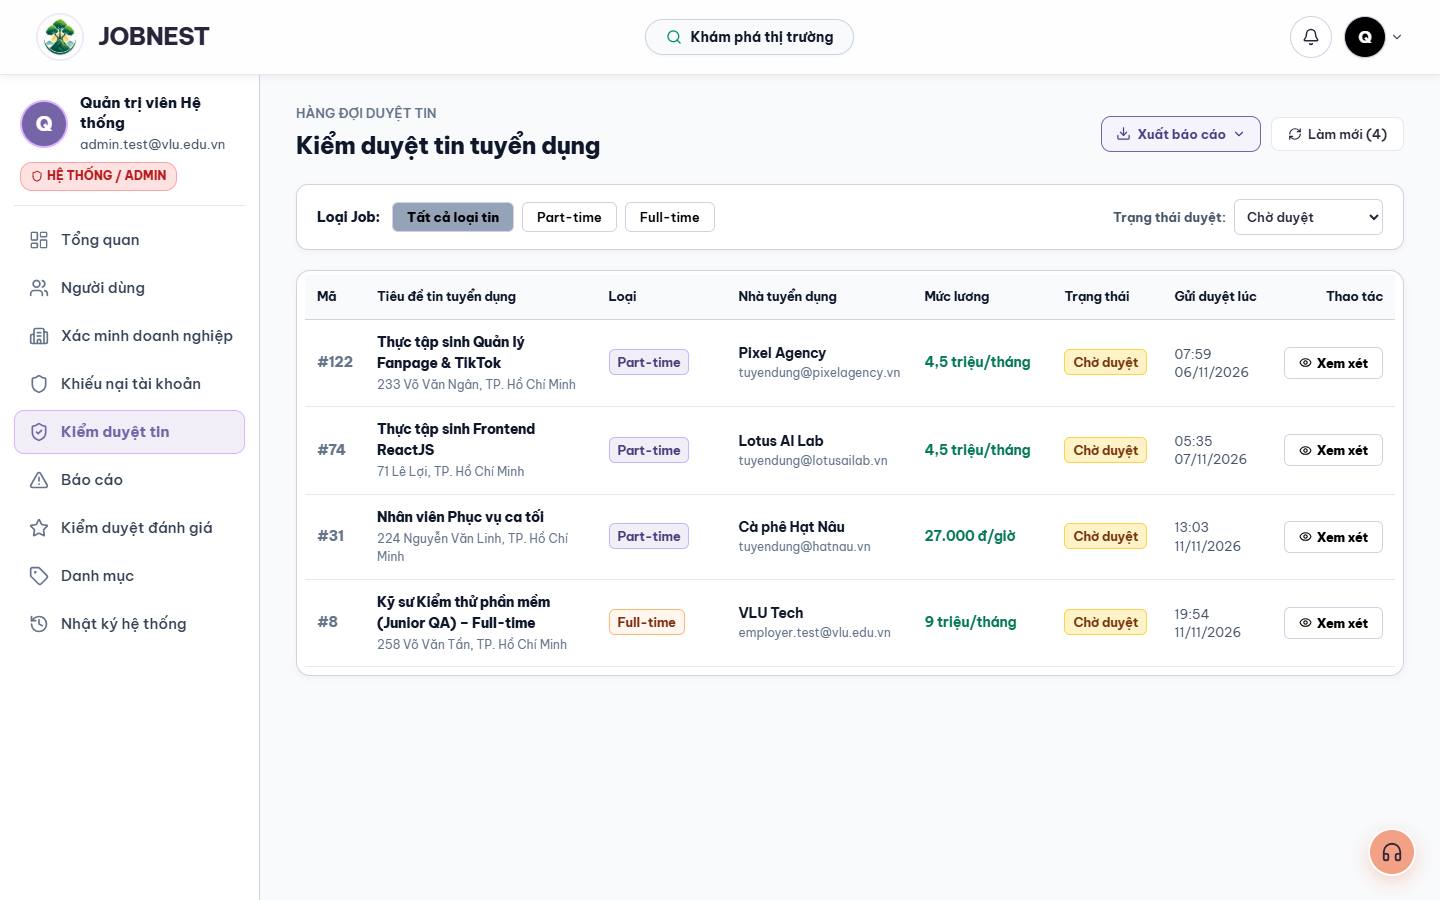 JOBNEST
Khám phá thị trường
Q
Q
Quản trị viên Hệ
thống
admin.test@vlu.edu.vn
HỆ THỐNG / ADMIN
Tổng quan
Người dùng
Xác minh doanh nghiệp
Khiếu nại tài khoản
Kiểm duyệt tin
Báo cáo
Kiểm duyệt đánh giá
Danh mục
Nhật ký hệ thống
HÀNG ĐỢI DUYỆT TIN
Kiểm duyệt tin tuyển dụng
Xuất báo cáo
Làm mới (4)
Loại Job:
Tất cả loại tin
Part-time
Full-time
Trạng thái duyệt:
Chờ duyệt
Mã Tiêu đề tin tuyển dụng Loại Nhà tuyển dụng Mức lương Trạng thái Gửi duyệt lúc Thao tác
#122
Thực tập sinh Quản lý
Fanpage & TikTok
233 Võ Văn Ngân, TP. Hồ Chí Minh
Part-time
Pixel Agency
tuyendung@pixelagency.vn
4,5 triệu/tháng
Chờ duyệt
07:59
06/11/2026
Xem xét
#74
Thực tập sinh Frontend
ReactJS
71 Lê Lợi, TP. Hồ Chí Minh
Part-time
Lotus AI Lab
tuyendung@lotusailab.vn
4,5 triệu/tháng
Chờ duyệt
05:35
07/11/2026
Xem xét
#31
Nhân viên Phục vụ ca tối
224 Nguyễn Văn Linh, TP. Hồ Chí
Minh
Part-time
Cà phê Hạt Nâu
tuyendung@hatnau.vn
27.000 đ/giờ
Chờ duyệt
13:03
11/11/2026
Xem xét
#8
Kỹ sư Kiểm thử phần mềm
(Junior QA) – Full-time
258 Võ Văn Tần, TP. Hồ Chí Minh
Full-time
VLU Tech
employer.test@vlu.edu.vn
9 triệu/tháng
Chờ duyệt
19:54
11/11/2026
Xem xét